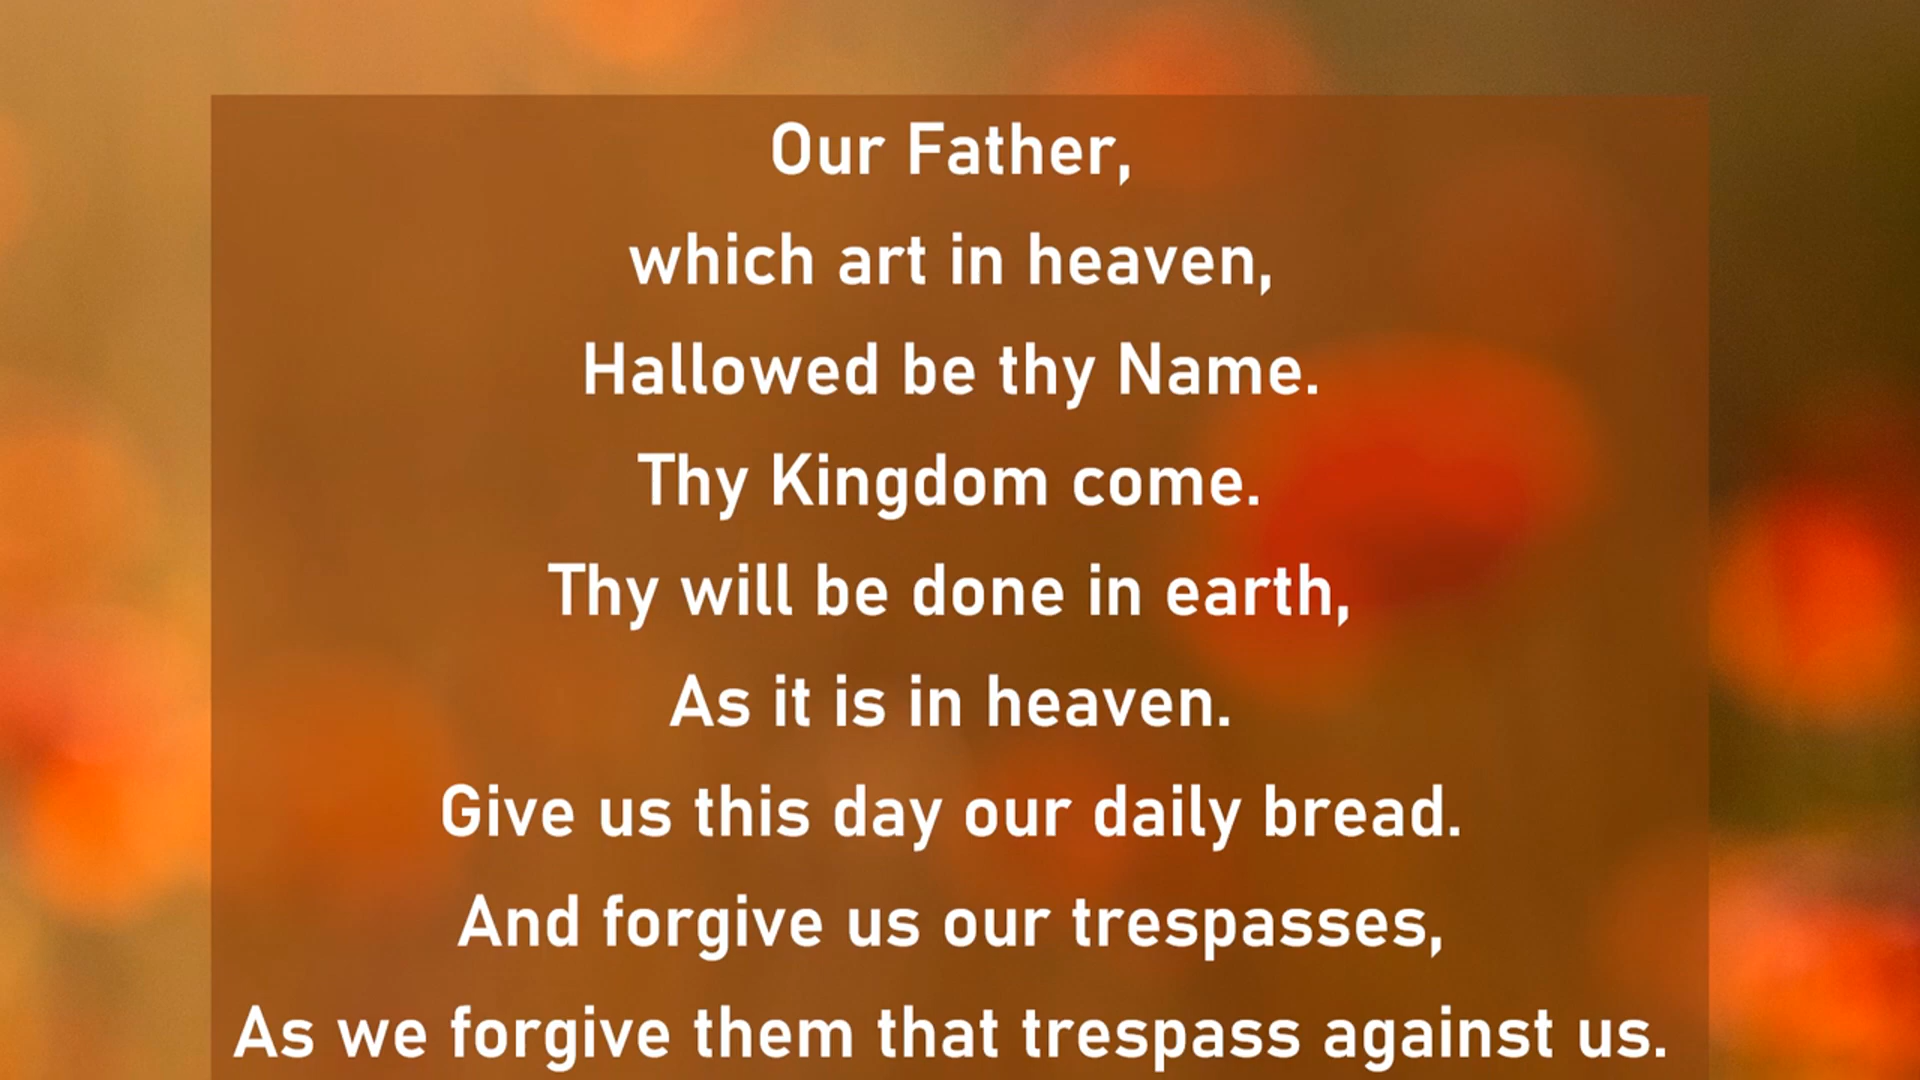 Our Father,
which art in heaven,
Hallowed be thy Name.
Thy Kingdom come.
Thy will be done in earth,
As it is in heaven.
Give us this day our daily bread.
And forgive us our trespasses,
As we forgive them that trespass against us.